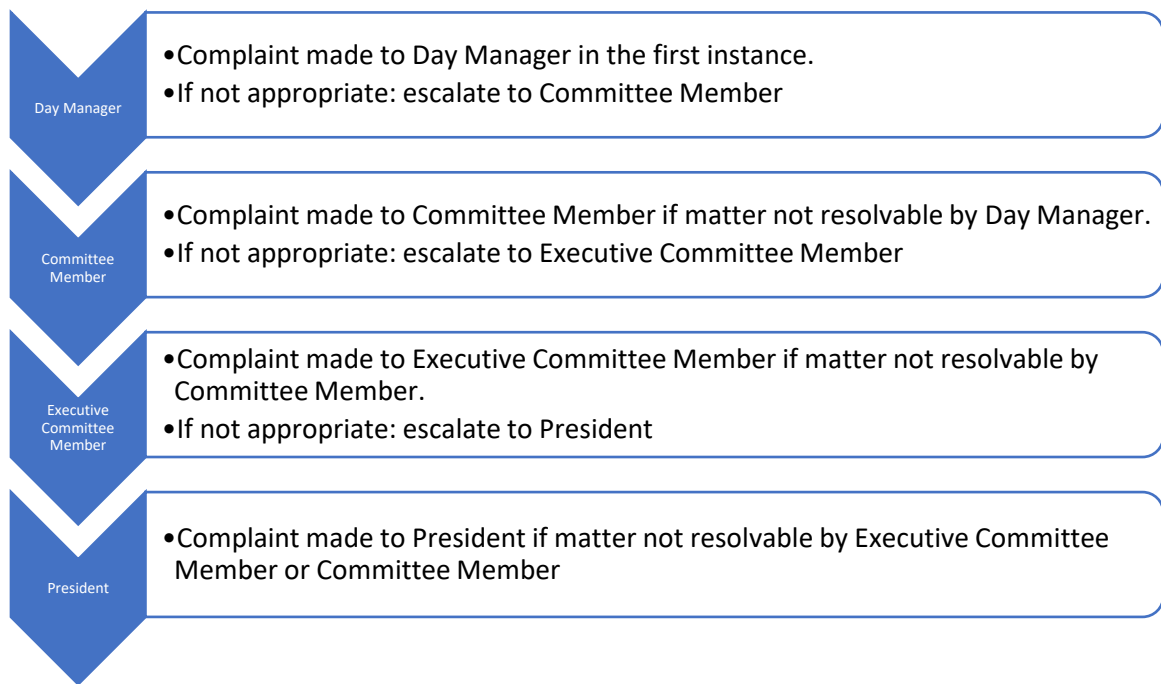 Day Manager
•Complaint made to Day Manager in the first instance.
•If not appropriate: escalate to Committee Member
Committee
Member
•Complaint made to Committee Member if matter not resolvable by Day Manager.
•If not appropriate: escalate to Executive Committee Member
Executive
Committee
Member
•Complaint made to Executive Committee Member if matter not resolvable by
Committee Member.
•If not appropriate: escalate to President
President
•Complaint made to President if matter not resolvable by Executive Committee
Member or Committee Member